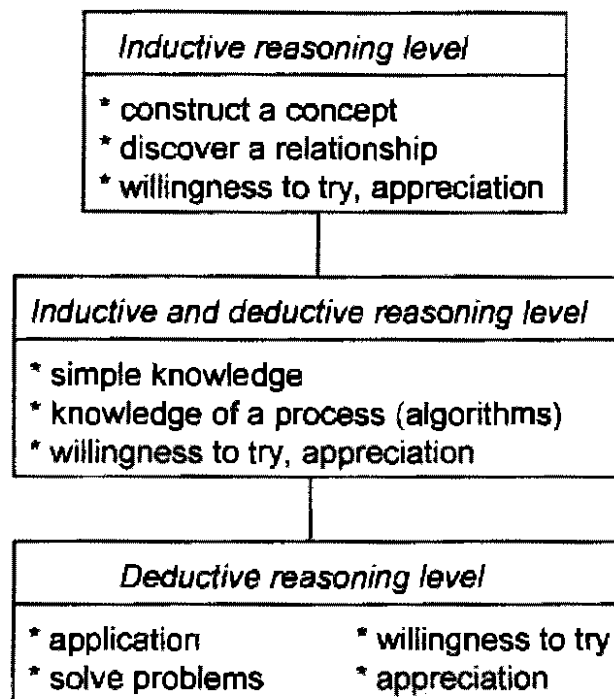 Inductive reasoning level
* construct a concept
* discover a relationship
* willingness to try, appreciation
Inductive and deductive reasoning level
* simple knowledge
* knowledge of a process (algorithms)
* willingness to try, appreciation
Deductive reasoning level
* application * willingness to try
* solve problems * appreciation